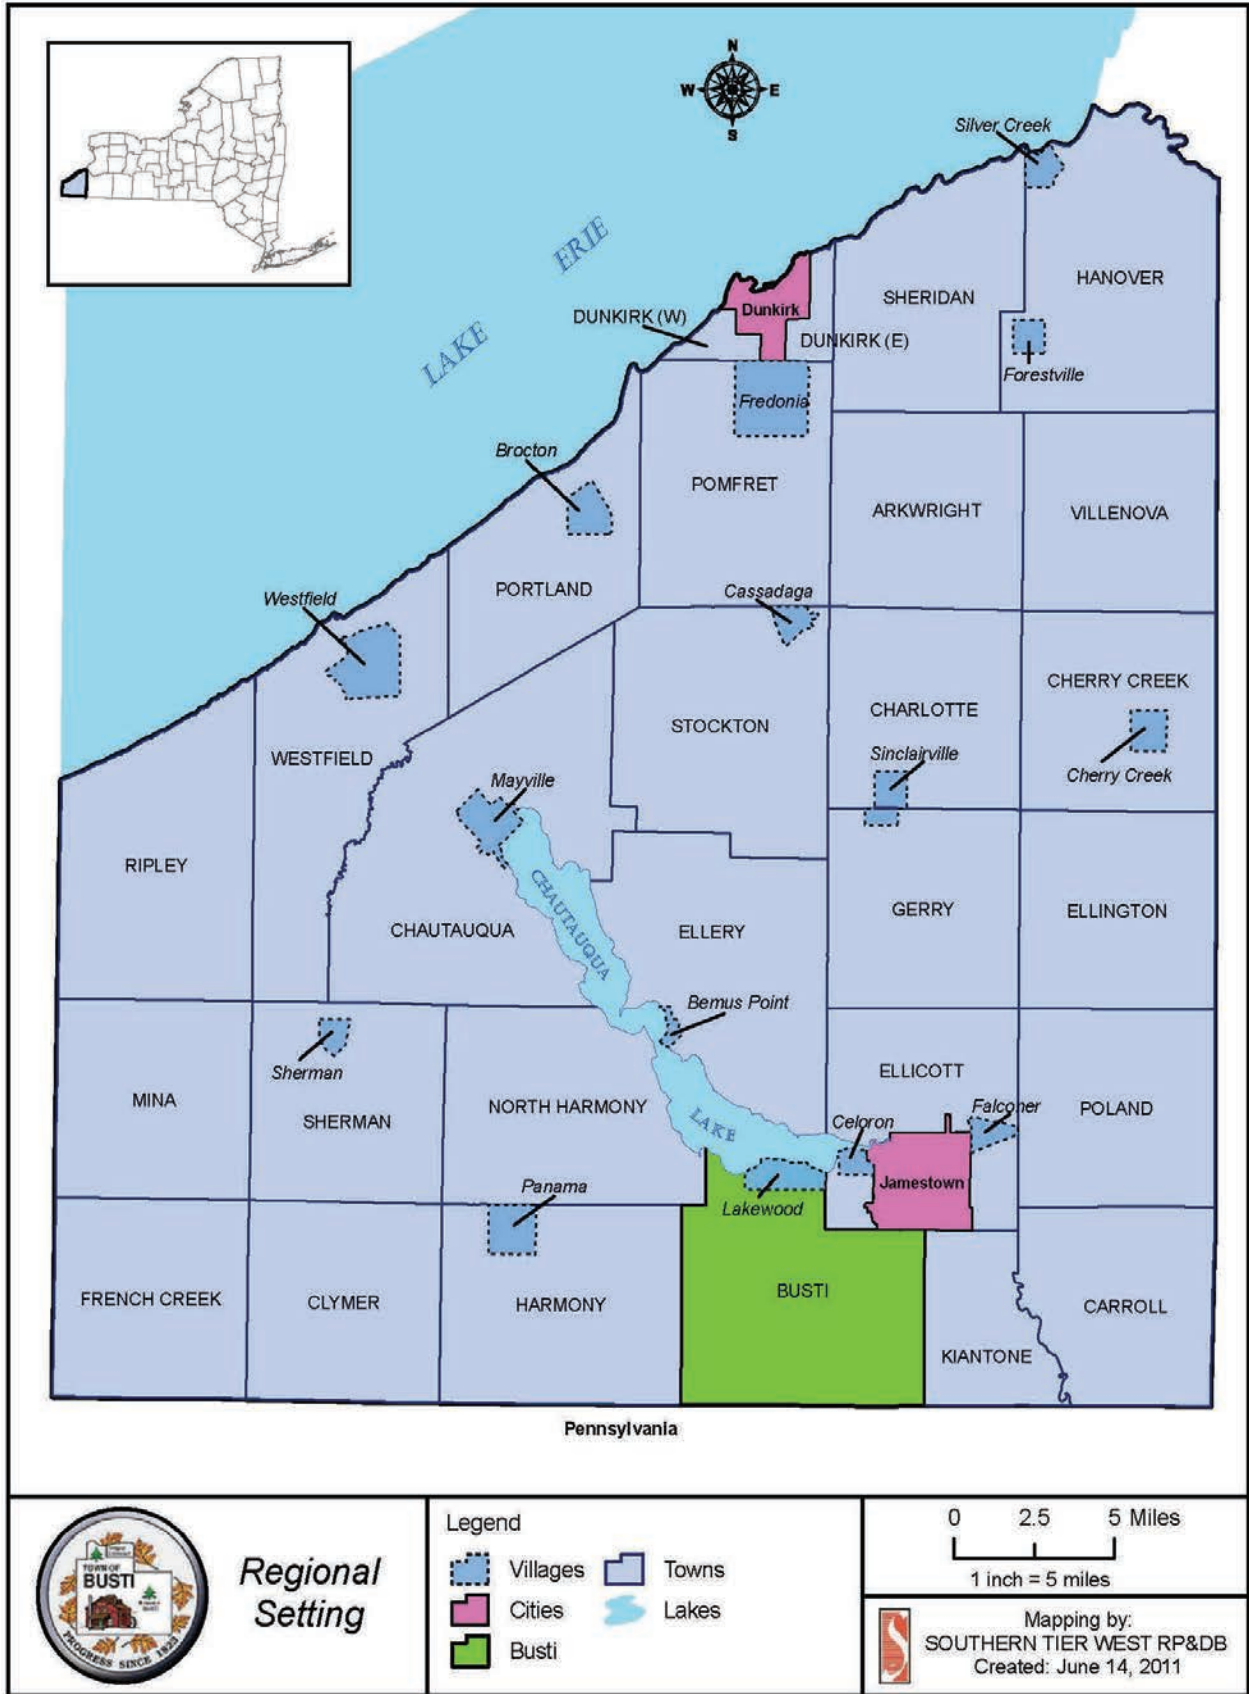 N
W E
S
Silver Creek
LAKE ERIE
HANOVER
SHERIDAN
Dunkirk
DUNKIRK (W)
DUNKIRK (E)
Forestville
Fredonia
Brocton
POMFRET
ARKWRIGHT
VILLENOVA
PORTLAND
Cassadaga
Westfield
CHERRY CREEK
CHARLOTTE
STOCKTON
WESTFIELD
Sinclairville
Cherry Creek
Mayville
RIPLEY
CHAUTAUQUA
GERRY
ELLINGTON
CHAUTAUQUA
ELLERY
Bemus Point
Sherman
ELLICOTT
MINA
NORTH HARMONY
Falconer
POLAND
SHERMAN
LAKE
Celoron
Jamestown
Panama
Lakewood
FRENCH CREEK
CLYMER
HARMONY
BUSTI
CARROLL
KIANTONE
Pennsylvania
TOWN OF
BUSTI
PROGRESS SINCE 1823
Regional
Setting
Legend
Villages
Towns
Cities
Lakes
Busti
0 2.5 5 Miles
1 inch = 5 miles
Mapping by:
SOUTHERN TIER WEST RP&DB
Created: June 14, 2011